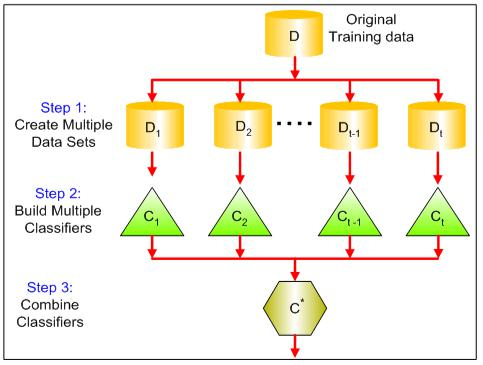 D
Original
Training data
Step 1:
Create Multiple
Data Sets
D1
D2
....
Dt-1
Dt
Step 2:
Build Multiple
Classifiers
C1
C2
Ct-1
Ct
Step 3:
Combine
Classifiers
C*